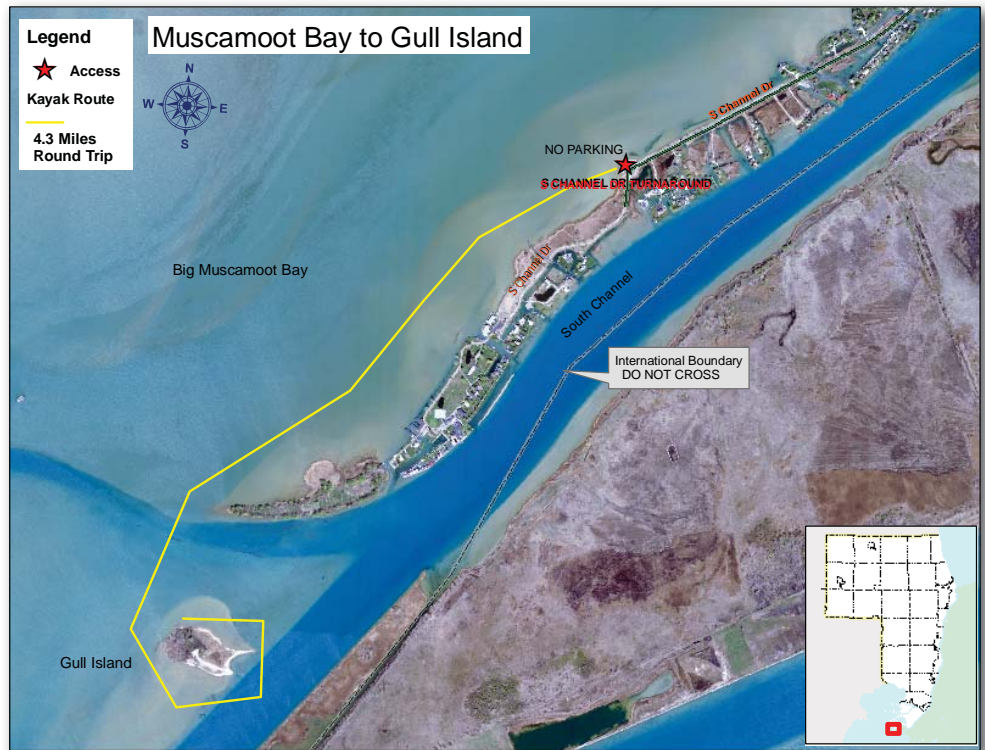 Muscamoot Bay to Gull Island
Legend
Access
Kayak Route
4.3 Miles
Round Trip
N
W
E
S
S Channel Dr
NO PARKING
S CHANNEL DR TURNAROUND
Big Muscamoot Bay
S Channel Dr
South Channel
International Boundary
DO NOT CROSS
Gull Island